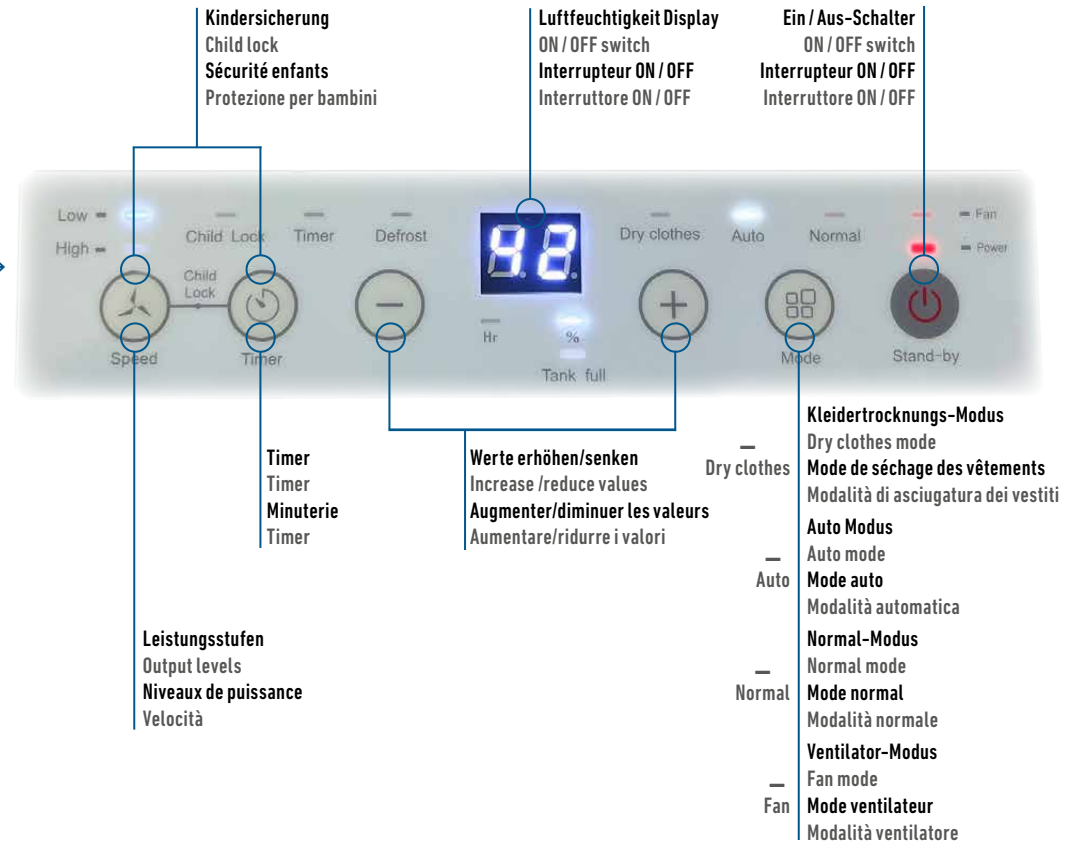 Kindersicherung
Child lock
Sécurité enfants
Protezione per bambini
Luftfeuchtigkeit Display
ON / OFF switch
Interrupteur ON / OFF
Interruttore ON / OFF
Ein / Aus-Schalter
ON / OFF switch
Interrupteur ON / OFF
Interruttore ON / OFF
Low
High
Child Lock
Timer
Defrost
42
Dry clothes
Auto
Normal
Fan
Power
Child
Lock
Speed
Timer
Hr
%
Tank full
Mode
Stand-by
Timer
Timer
Minuterie
Timer
Werte erhöhen/senken
Increase /reduce values
Augmenter/diminuer les valeurs
Aumentare/ridurre i valori
Leistungsstufen
Output levels
Niveaux de puissance
Velocità
Dry clothes
Kleidertrocknungs-Modus
Dry clothes mode
Mode de séchage des vêtements
Modalità di asciugatura dei vestiti
Auto
Auto Modus
Auto mode
Mode auto
Modalità automatica
Normal
Normal-Modus
Normal mode
Mode normal
Modalità normale
Fan
Ventilator-Modus
Fan mode
Mode ventilateur
Modalità ventilatore